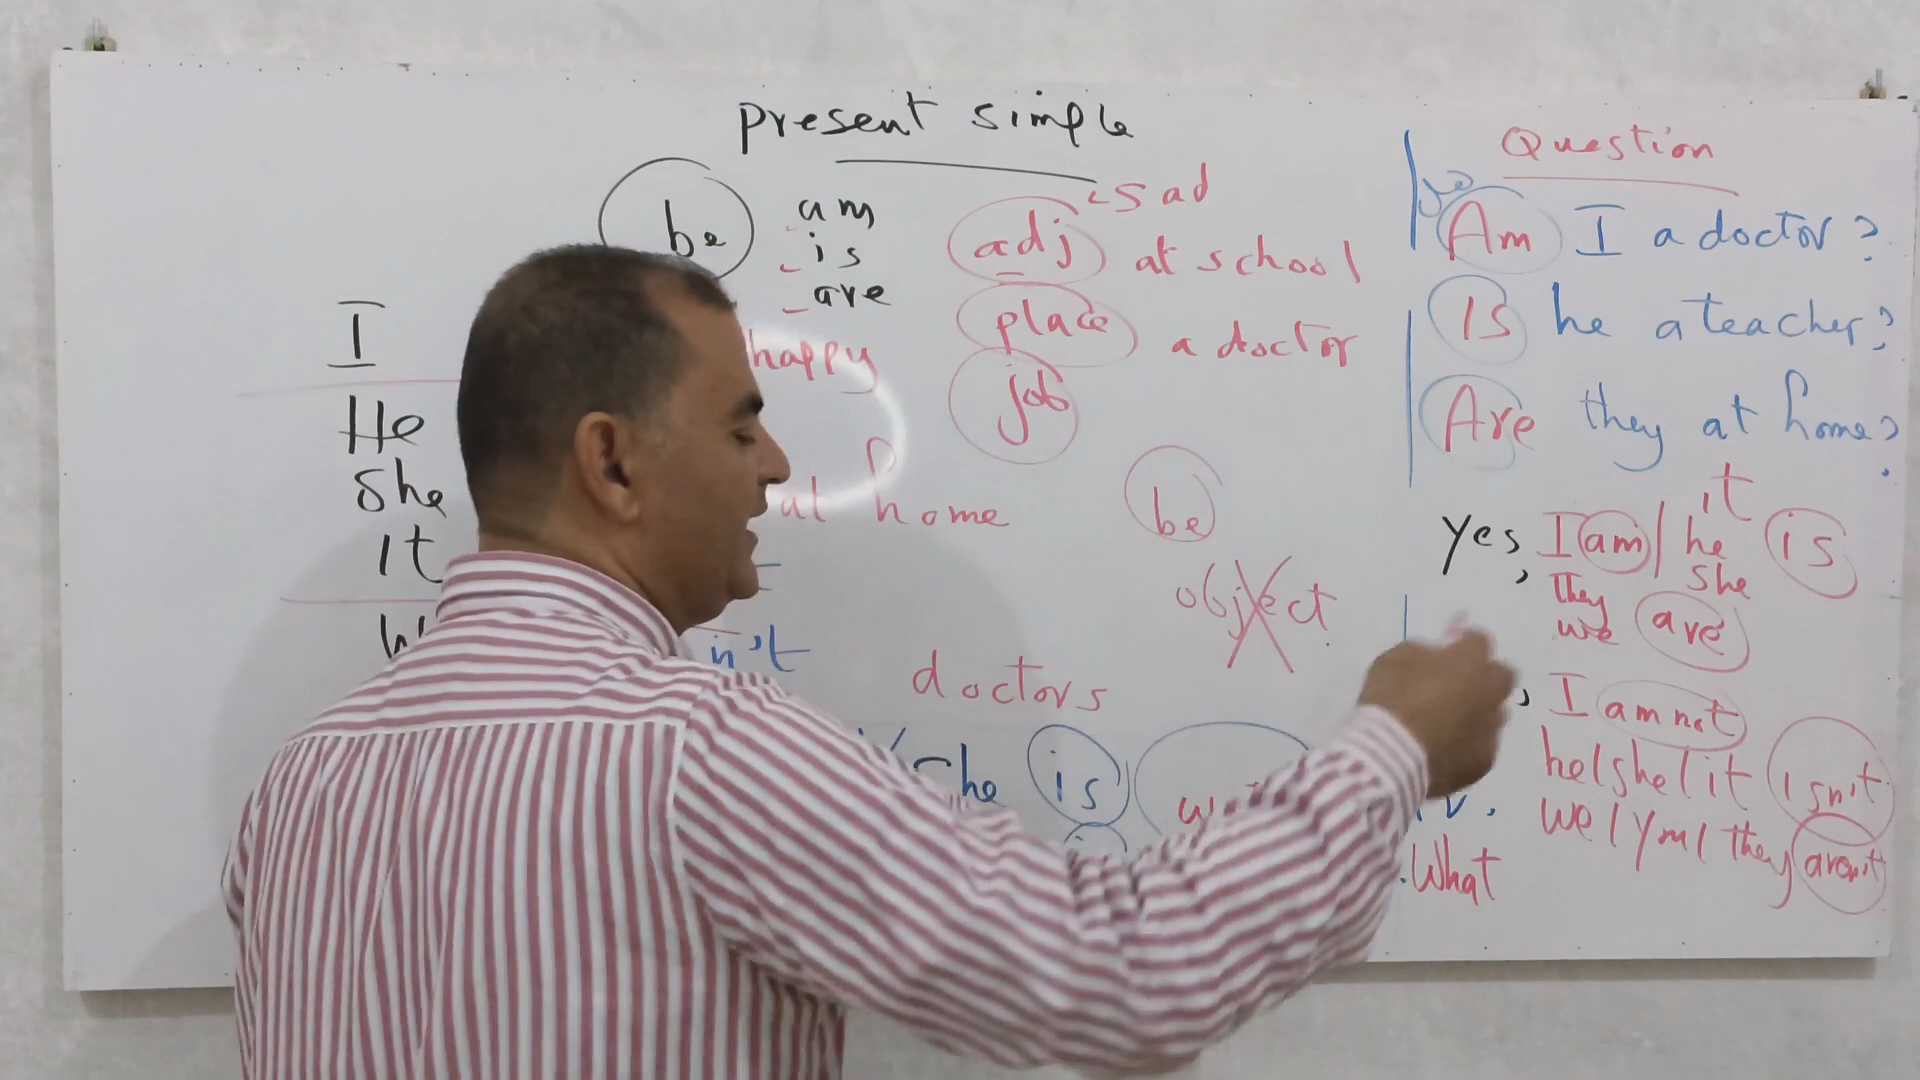 present simple
be
am
is
are
adj
sad
at school
place
a doctor
job
I
happy
He
She
It
at home
be
object
n't
doctors
she is
Question
Am I a doctor?
Is he a teacher?
Are they at home?
it
yes, I am / he is
she
they
we are
, I am not
he/she/it isn't
we/you/they aren't
What